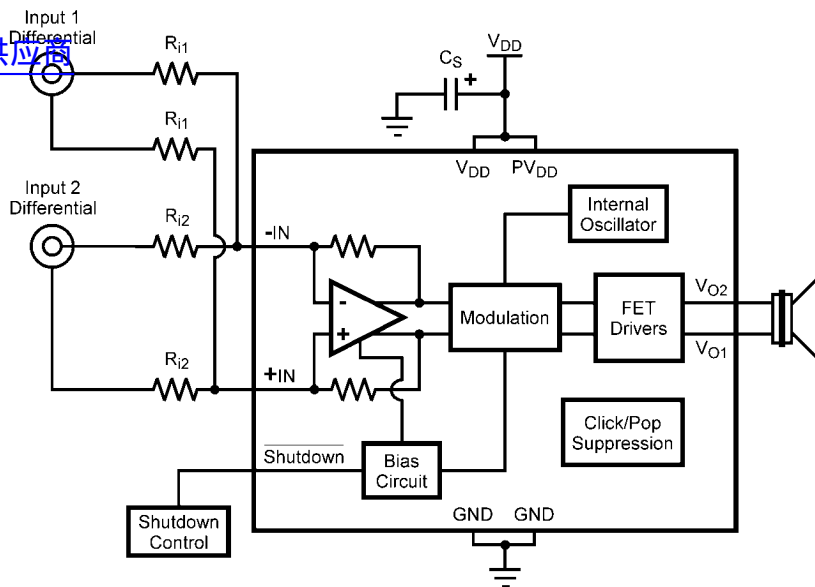 Input 1
Differential
供应商
Ri1
Ri1
Input 2
Differential
Ri2
Ri2
VDD
CS
+
VDD PVDD
Internal
Oscillator
-IN
-
+
+IN
Modulation
FET
Drivers
VO2
VO1
Click/Pop
Suppression
Shutdown
Bias
Circuit
Shutdown
Control
GND GND